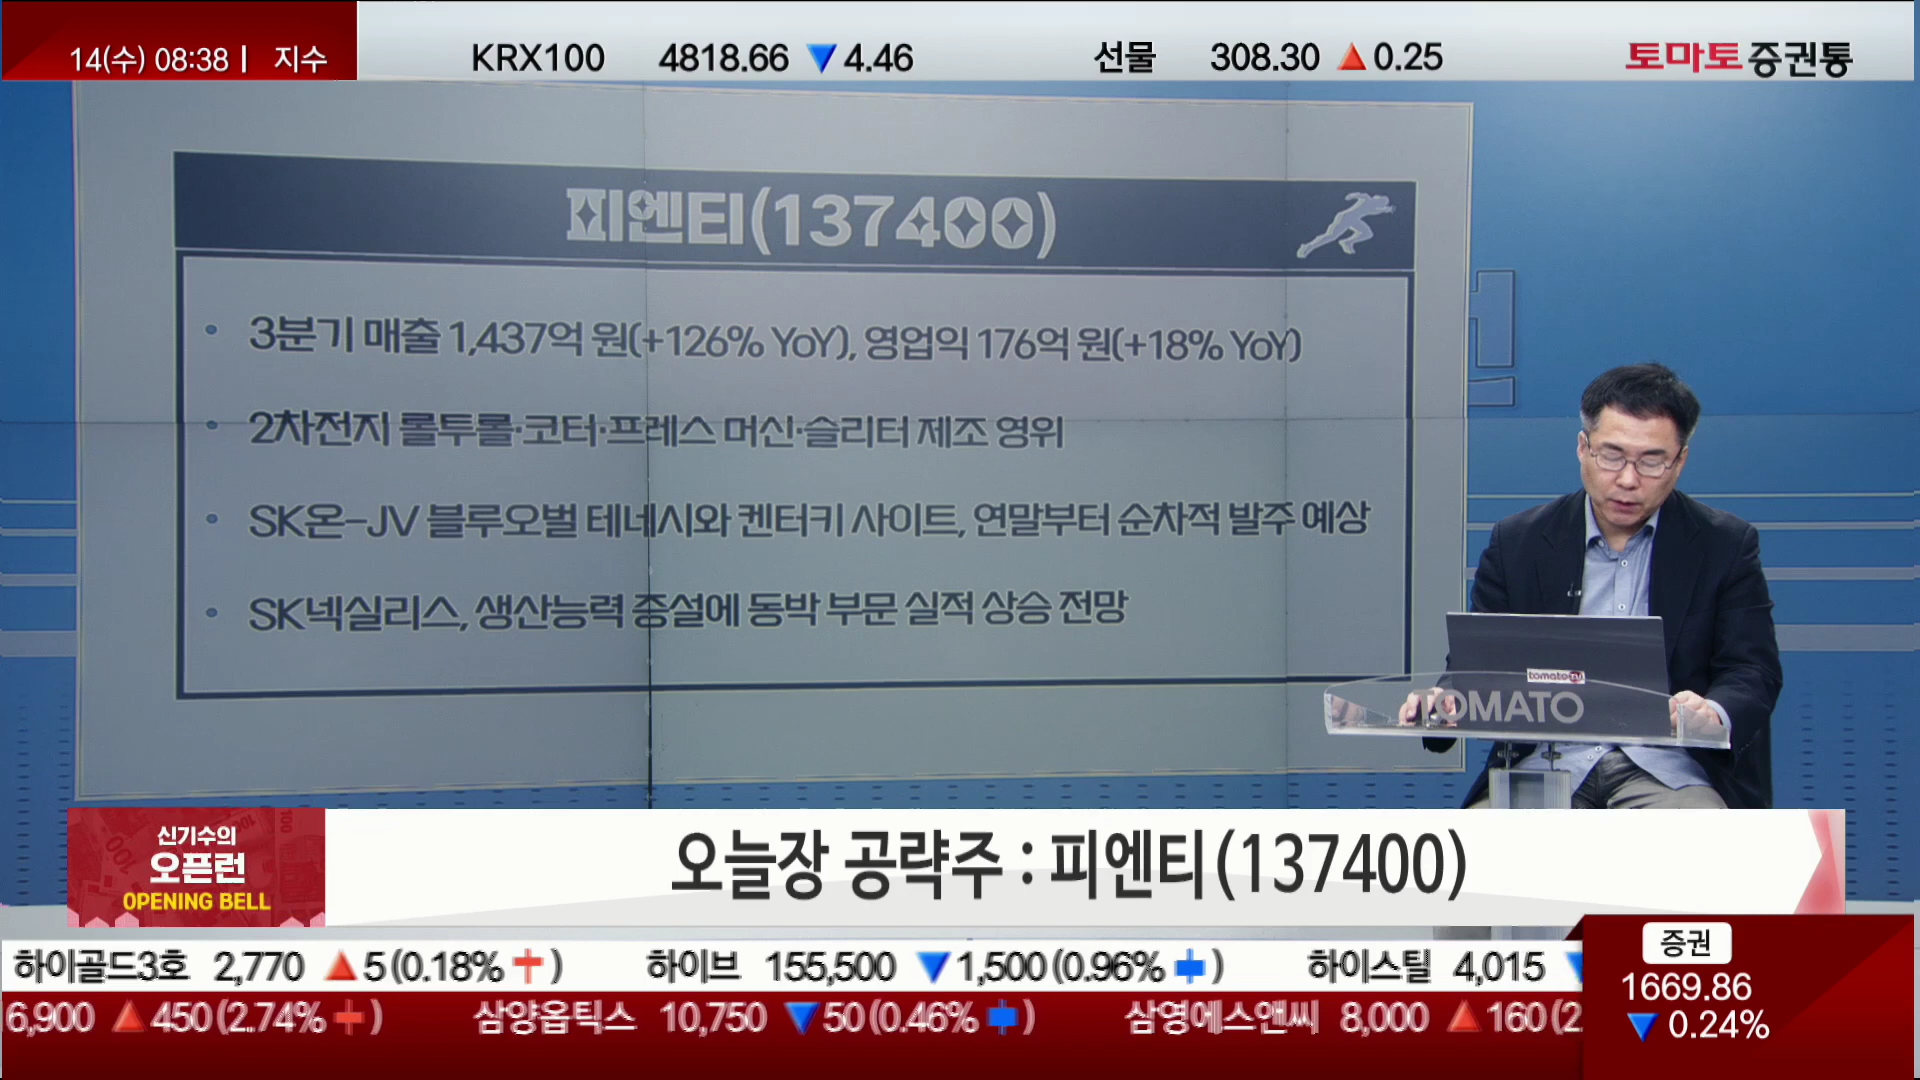 14(수) 08:38 | 지수 KRX100 4818.66 ▼ 4.46 선물 308.30 ▲ 0.25 토마토증권통
피엔티(137400)
• 3분기 매출 1,437억 원(+126% YoY), 영업익 176억 원(+18% YoY)
• 2차전지 롤투롤·코터·프레스 머신·슬리터 제조 영위
• SK온-JV 블루오벌 테네시와 켄터키 사이트, 연말부터 순차적 발주 예상
• SK넥실리스, 생산능력 증설에 동박 부문 실적 상승 전망
tomatoTV
TOMATO
신기수의
오픈런
OPENING BELL
오늘장 공략주 : 피엔티(137400)
하이골드3호 2,770 ▲5(0.18%+) 하이브 155,500 ▼1,500(0.96%+) 하이스틸 4,015 ▼
6,900 ▲450(2.74%+) 삼양옵틱스 10,750 ▼50(0.46%+) 삼영에스앤씨 8,000 ▲160(2
증권
1669.86
▼ 0.24%